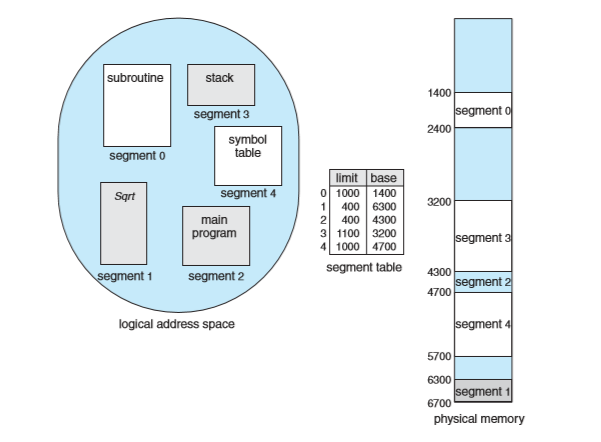 subroutine
segment 0
stack
segment 3
symbol
table
segment 4
Sqrt
segment 1
main
program
segment 2
logical address space
limit base
0 1000 1400
1 400 6300
2 400 4300
3 1100 3200
4 1000 4700
segment table
1400
segment 0
2400
3200
segment 3
4300
segment 2
4700
segment 4
5700
6300
segment 1
6700
physical memory